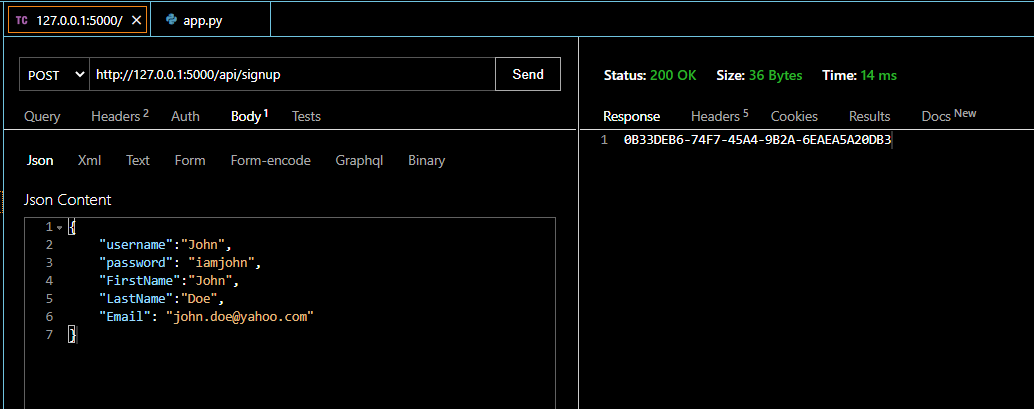 TC 127.0.0.1:5000/ ✕ app.py
POST http://127.0.0.1:5000/api/signup Send
Query Headers 2 Auth Body 1 Tests
Json Xml Text Form Form-encode Graphql Binary
Json Content
1 {
2 "username":"John",
3 "password": "iamjohn",
4 "FirstName":"John",
5 "LastName":"Doe",
6 "Email": "john.doe@yahoo.com"
7 }
Status: 200 OK Size: 36 Bytes Time: 14 ms
Response Headers 5 Cookies Results Docs New
1 0B33DEB6-74F7-45A4-9B2A-6EAEA5A20DB3